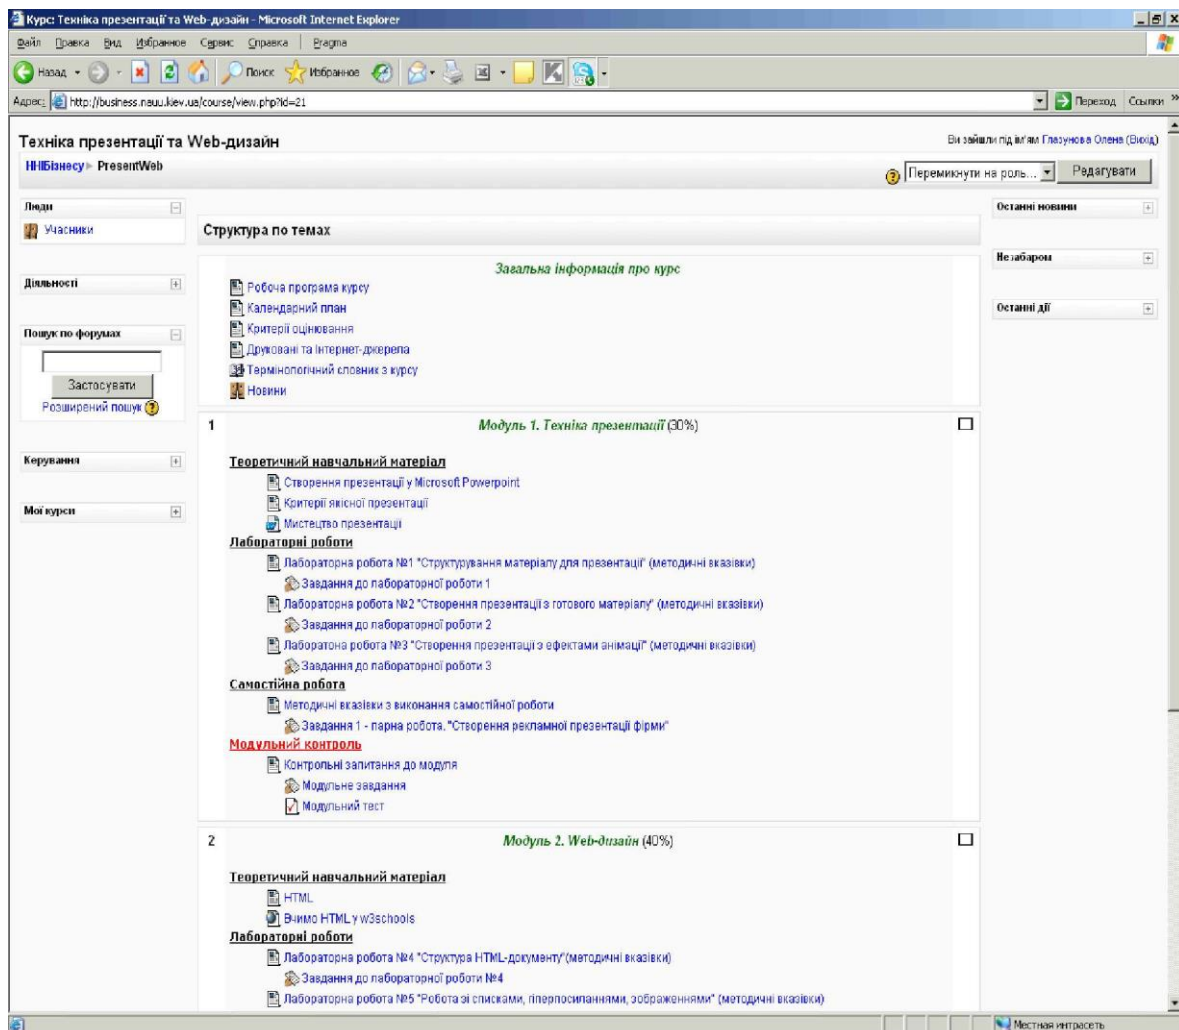 Курс: Техніка презентації та Web-дизайн - Microsoft Internet Explorer
Файл Правка Вид Избранное Сервис Справка Pragma
Назад Поиск Избранное
Адрес: http://business.nauu.kiev.ua/course/view.php?id=21 Переход Ссылки »
Техніка презентації та Web-дизайн
Ви зайшли під ім'ям Глазунова Олена (Вихід)
ННІБізнесу ► PresentWeb
Перемикнути на роль... Редагувати
Люди
Учасники
Діяльності
Пошук по форумах
Застосувати
Розширений пошук
Керування
Мої курси
Структура по темах
Загальна інформація про курс
Робоча програма курсу
Календарний план
Критерії оцінювання
Друковані та Інтернет-джерела
Термінологічний словник з курсу
Новини
1 Модуль 1. Техніка презентації (30%)
Теоретичний навчальний матеріал
Створення презентації у Microsoft Powerpoint
Критерії якісної презентації
Мистецтво презентації
Лабораторні роботи
Лабораторна робота №1 "Структурування матеріалу для презентації" (методичні вказівки)
Завдання до лабораторної роботи 1
Лабораторна робота №2 "Створення презентації з готового матеріалу" (методичні вказівки)
Завдання до лабораторної роботи 2
Лаборатона робота №3 "Створення презентації з ефектами анімації" (методичні вказівки)
Завдання до лабораторної роботи 3
Самостійна робота
Методичні вказівки з виконання самостійної роботи
Завдання 1 - парна робота. "Створення рекламної презентації фірми"
Модульний контроль
Контрольні запитання до модуля
Модульне завдання
Модульний тест
2 Модуль 2. Web-дизайн (40%)
Теоретичний навчальний матеріал
HTML
Вчимо HTML у w3schools
Лабораторні роботи
Лабораторна робота №4 "Структура HTML-документу"(методичні вказівки)
Завдання до лабораторної роботи №4
Лабораторна робота №5 "Робота зі списками, гіперпосиланнями, зображеннями" (методичні вказівки)
Останні новини
Незабаром
Останні дії
Местная интрасеть